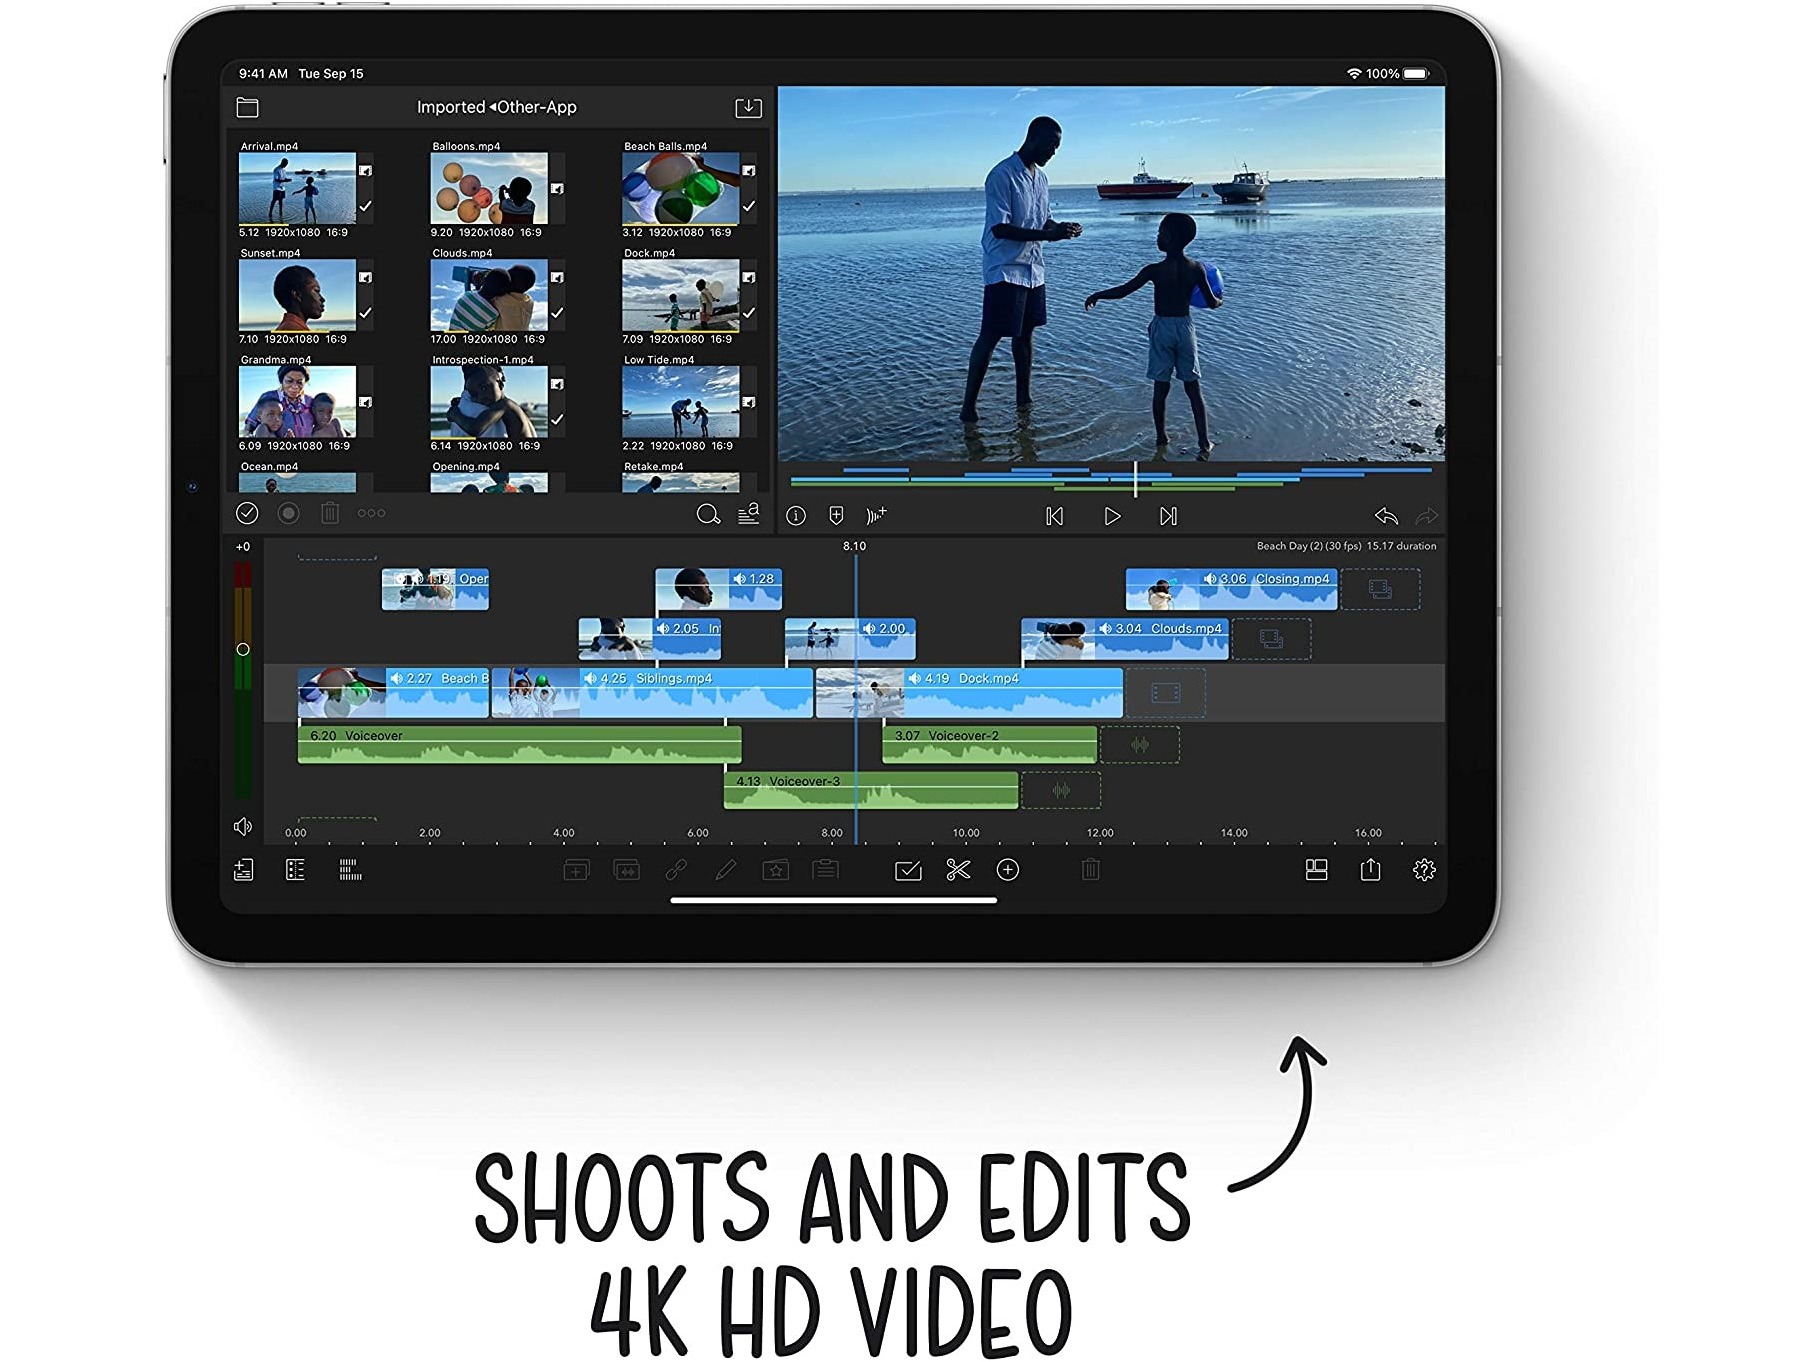 9:41 AM Tue Sep 15
100%
Imported ◂Other-App
Arrival.mp4 Balloons.mp4 Beach Balls.mp4
5.12 1920x1080 16:9 9.20 1920x1080 16:9 3.12 1920x1080 16:9
Sunset.mp4 Clouds.mp4 Dock.mp4
7.10 1920x1080 16:9 17.00 1920x1080 16:9 7.09 1920x1080 16:9
Grandma.mp4 Introspection-1.mp4 Low Tide.mp4
6.09 1920x1080 16:9 6.14 1920x1080 16:9 2.22 1920x1080 16:9
Ocean.mp4 Opening.mp4 Retake.mp4
+0 8.10 Beach Day (2) (30 fps) 15.17 duration
1.19 Oper 1.28 3.06 Closing.mp4
2.05 In 2.00 3.04 Clouds.mp4
2.27 Beach B 4.25 Siblings.mp4 4.19 Dock.mp4
6.20 Voiceover 3.07 Voiceover-2
4.13 Voiceover-3
0.00 2.00 4.00 6.00 8.00 10.00 12.00 14.00 16.00
SHOOTS AND EDITS
4K HD VIDEO